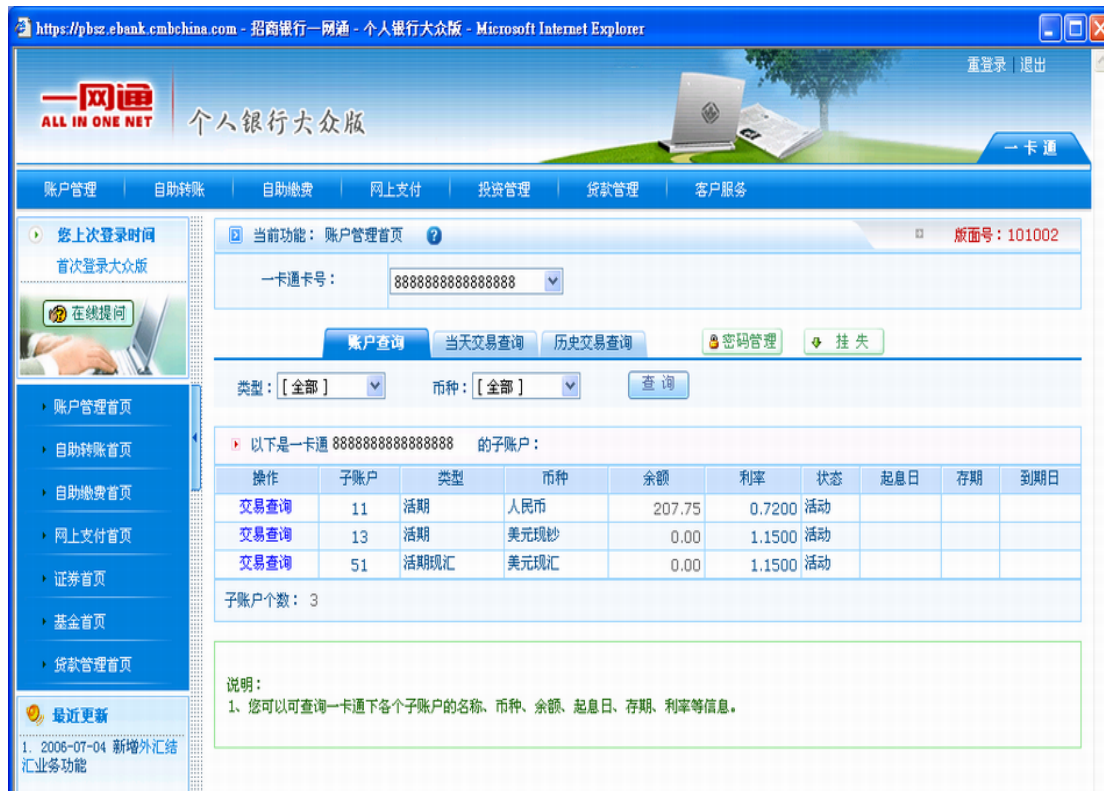 https://pbsz.ebank.cmbchina.com - 招商银行一网通 - 个人银行大众版 - Microsoft Internet Explorer
重登录 | 退出
一网通
ALL IN ONE NET
个人银行大众版
一卡通
账户管理 自助转账 自助缴费 网上支付 投资管理 贷款管理 客户服务
您上次登录时间
首次登录大众版
在线提问
账户管理首页
自助转账首页
自助缴费首页
网上支付首页
证券首页
基金首页
贷款管理首页
最近更新
1. 2006-07-04 新增外汇结
汇业务功能
当前功能: 账户管理首页 ? 版面号:101002
一卡通卡号: 8888888888888888
账户查询 当天交易查询 历史交易查询 密码管理 挂失
类型:[ 全部 ] 币种:[ 全部 ] 查 询
以下是一卡通 8888888888888888 的子账户:
操作 子账户 类型 币种 余额 利率 状态 起息日 存期 到期日
交易查询 11 活期 人民币 207.75 0.7200 活动
交易查询 13 活期 美元现钞 0.00 1.1500 活动
交易查询 51 活期现汇 美元现汇 0.00 1.1500 活动
子账户个数: 3
说明:
1、您可以可查询一卡通下各个子账户的名称、币种、余额、起息日、存期、利率等信息。